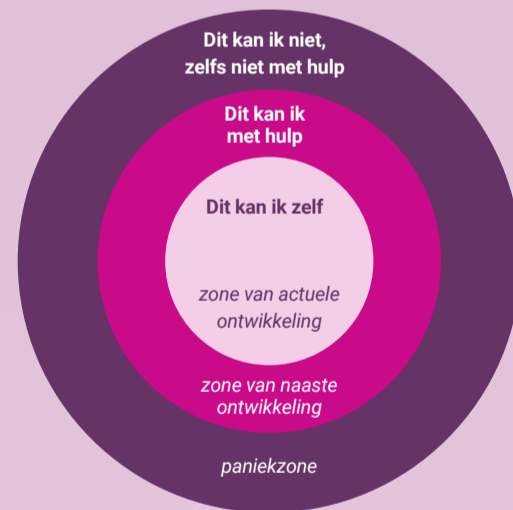 Dit kan ik niet,
zelfs niet met hulp
Dit kan ik
met hulp
Dit kan ik zelf
zone van actuele
ontwikkeling
zone van naaste
ontwikkeling
paniekzone